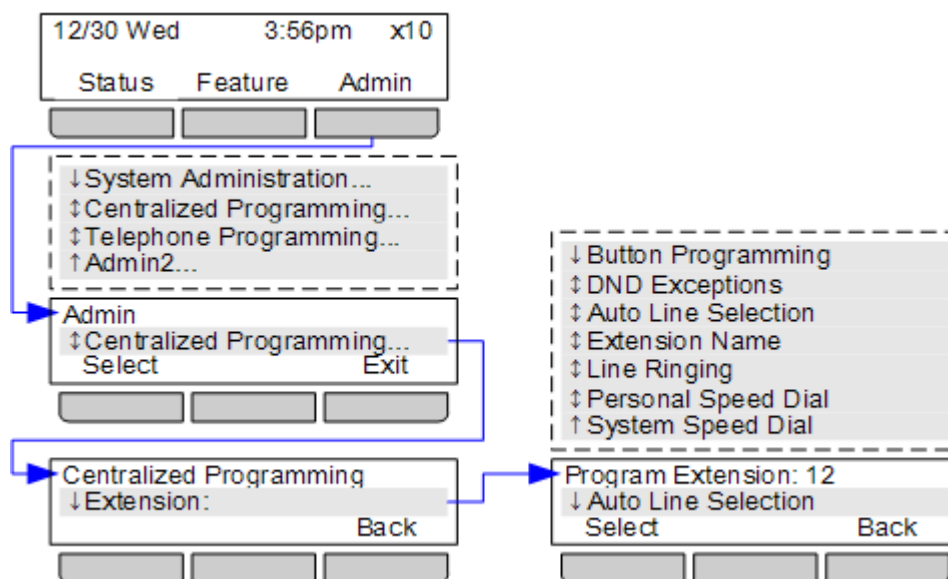 12/30 Wed 3:56pm x10
Status Feature Admin
↓System Administration...
↕Centralized Programming...
↕Telephone Programming...
↑Admin2...
Admin
↕Centralized Programming...
Select Exit
Centralized Programming
↓Extension:
Back
↓Button Programming
↕DND Exceptions
↕Auto Line Selection
↕Extension Name
↕Line Ringing
↕Personal Speed Dial
↑System Speed Dial
Program Extension: 12
↓Auto Line Selection
Select Back